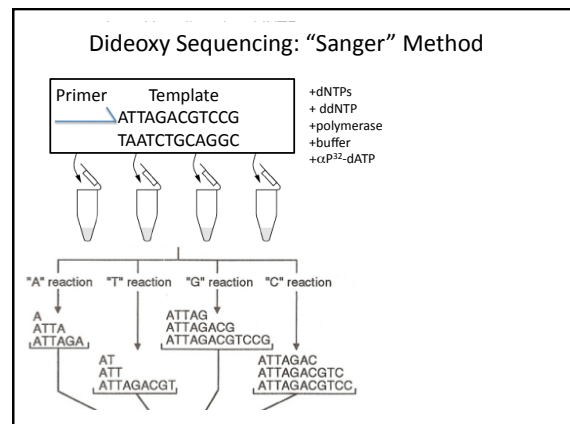 Dideoxy Sequencing: “Sanger” Method
Primer Template
ATTAGACGTCCG
TAATCTGCAGGC
+dNTPs
+ ddNTP
+polymerase
+buffer
+αP³²-dATP
"A" reaction "T" reaction "G" reaction "C" reaction
A
ATTA
ATTAGA
AT
ATT
ATTAGACGT
ATTAG
ATTAGACG
ATTAGACGTCCG
ATTAGAC
ATTAGACGTC
ATTAGACGTCC